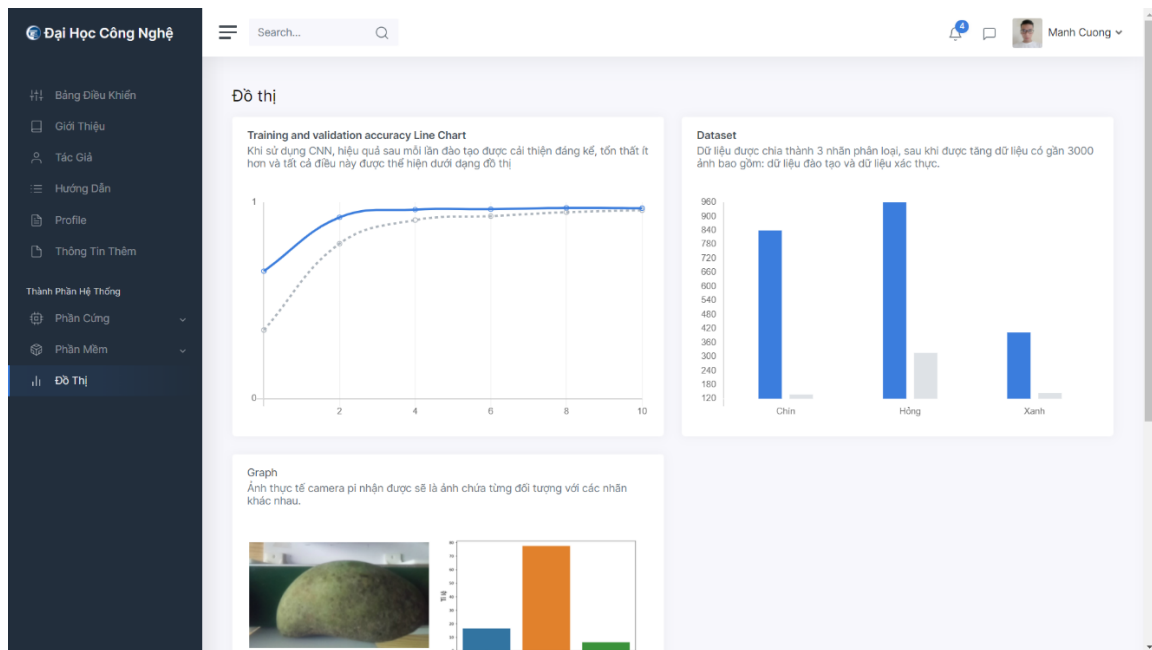 Đại Học Công Nghệ
Search...
4
Manh Cuong
Bảng Điều Khiển
Giới Thiệu
Tác Giả
Hướng Dẫn
Profile
Thông Tin Thêm
Thành Phần Hệ Thống
Phần Cứng
Phần Mềm
Đồ Thị
Đồ thị
Training and validation accuracy Line Chart
Khi sử dụng CNN, hiệu quả sau mỗi lần đào tạo được cải thiện đáng kể, tổn thất ít
hơn và tất cả điều này được thể hiện dưới dạng đồ thị
1
0
2 4 6 8 10
Dataset
Dữ liệu được chia thành 3 nhãn phân loại, sau khi được tăng dữ liệu có gần 3000
ảnh bao gồm: dữ liệu đào tạo và dữ liệu xác thực.
960
900
840
780
720
660
600
540
480
420
360
300
240
180
120
Chín Hỏng Xanh
Graph
Ảnh thực tế camera pi nhận được sẽ là ảnh chứa từng đối tượng với các nhãn
khác nhau.